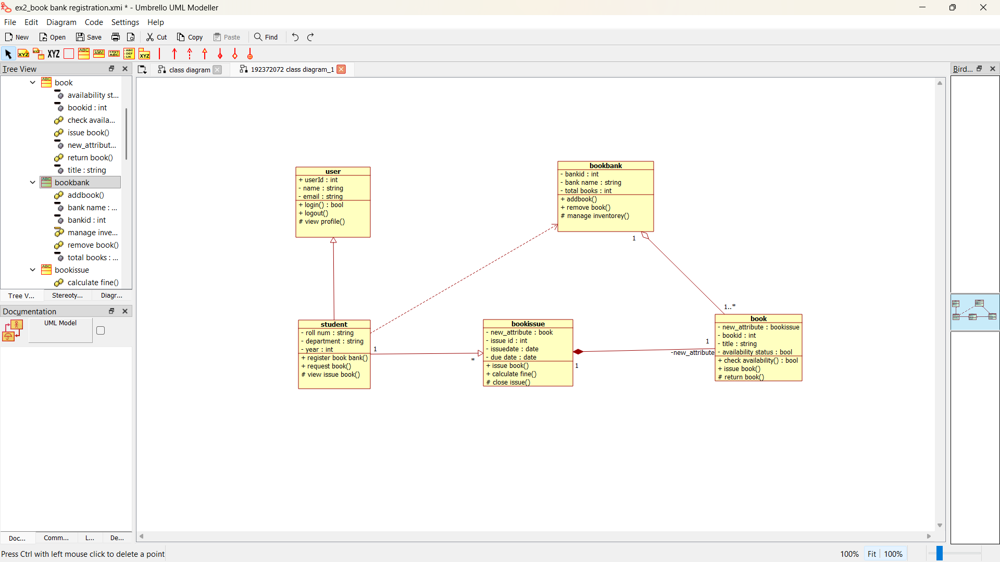 ex2_book bank registration.xmi * - Umbrello UML Modeller
File Edit Diagram Code Settings Help
New Open Save Cut Copy Paste Find
XYZ
Tree View
class diagram
192372072 class diagram_1
Bird...
book
availability st...
bookid : int
check availa...
issue book()
new_attribut...
return book()
title : string
bookbank
addbook()
bank name : ...
bankid : int
manage inve...
remove book()
total books : ...
bookissue
calculate fine()
Tree V... Stereoty... Diagr...
Documentation
UML Model
Doc... Comm... L... De...
user
+ userId : int
- name : string
- email : string
+ login() : bool
+ logout()
# view profile()
bookbank
- bankid : int
- bank name : string
- total books : int
+ addbook()
+ remove book()
# manage inventorey()
1
1..*
student
- roll num : string
- department : string
- year : int
+ register book bank()
+ request book()
# view issue book()
1
*
bookissue
- new_attribute : book
- issue id : int
- issuedate : date
- due date : date
+ issue book()
+ calculate fine()
# close issue()
1
1
-new_attribute
book
- new_attribute : bookissue
- bookid : int
- title : string
- availability status : bool
+ check availability() : bool
+ issue book()
# return book()
Press Ctrl with left mouse click to delete a point
100% Fit 100%